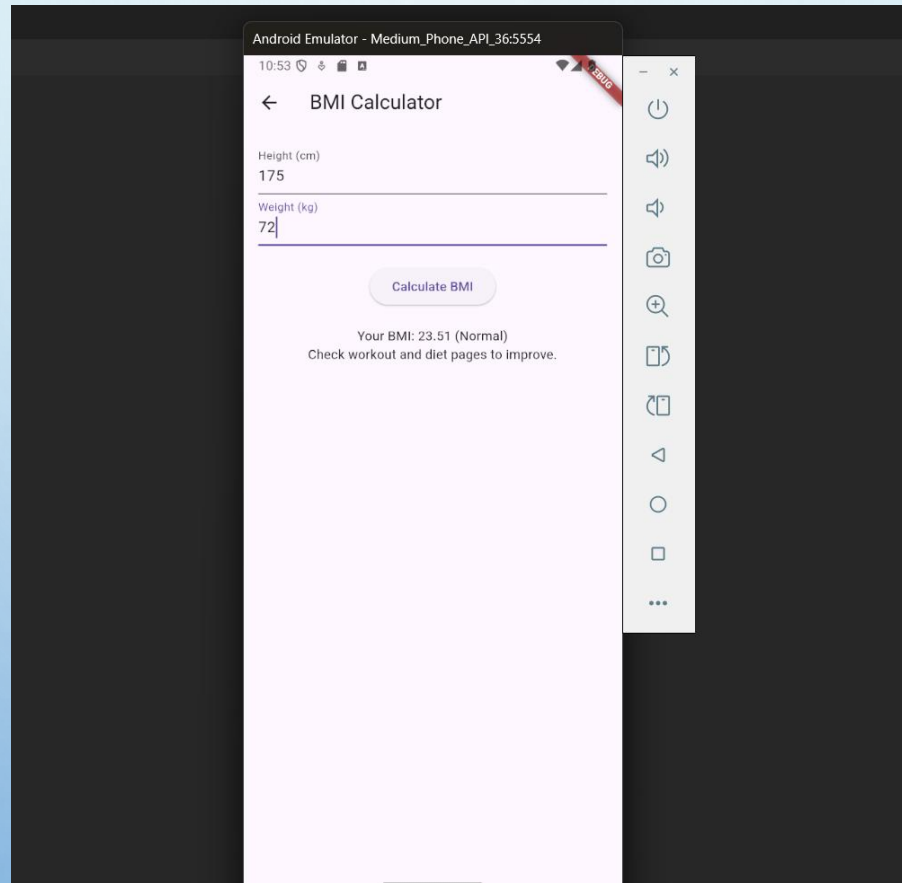 Android Emulator - Medium_Phone_API_36:5554
10:53
BMI Calculator
Height (cm)
175
Weight (kg)
72
Calculate BMI
Your BMI: 23.51 (Normal)
Check workout and diet pages to improve.